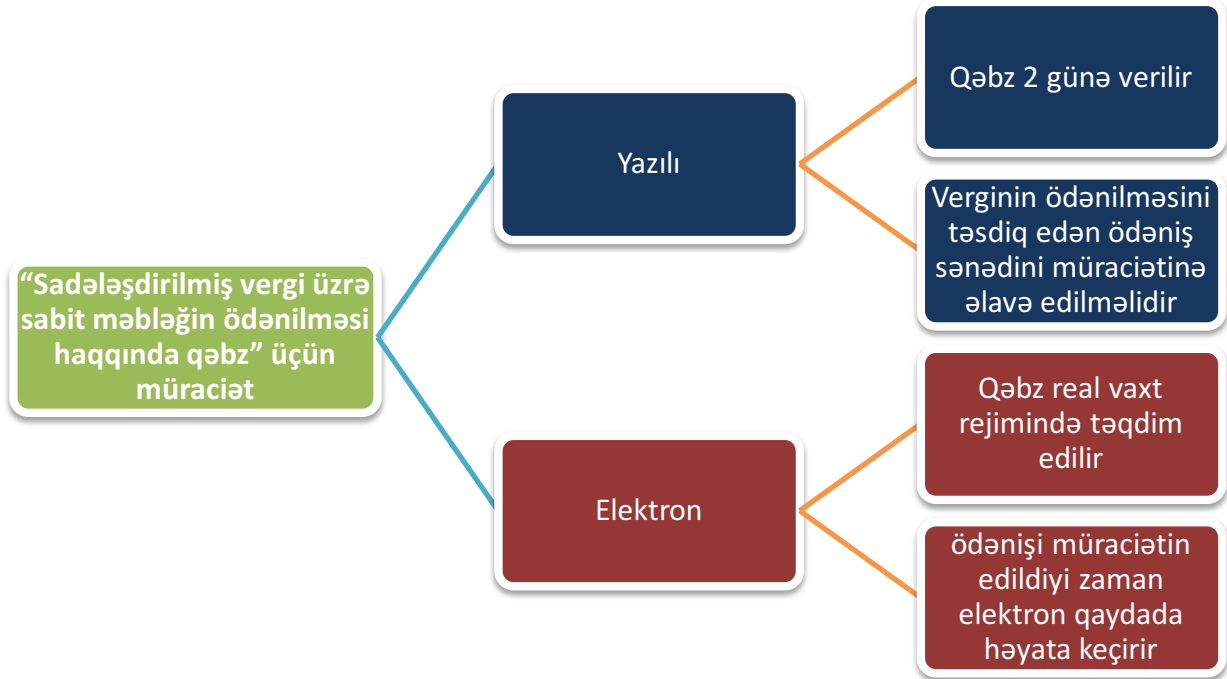 “Sadələşdirilmiş vergi üzrə
sabit məbləğin ödənilməsi
haqqında qəbz” üçün
müraciət
Yazılı
Qəbz 2 günə verilir
Verginin ödənilməsini
təsdiq edən ödəniş
sənədini müraciətinə
əlavə edilməlidir
Elektron
Qəbz real vaxt
rejimində təqdim
edilir
ödənişi müraciətin
edildiyi zaman
elektron qaydada
həyata keçirir